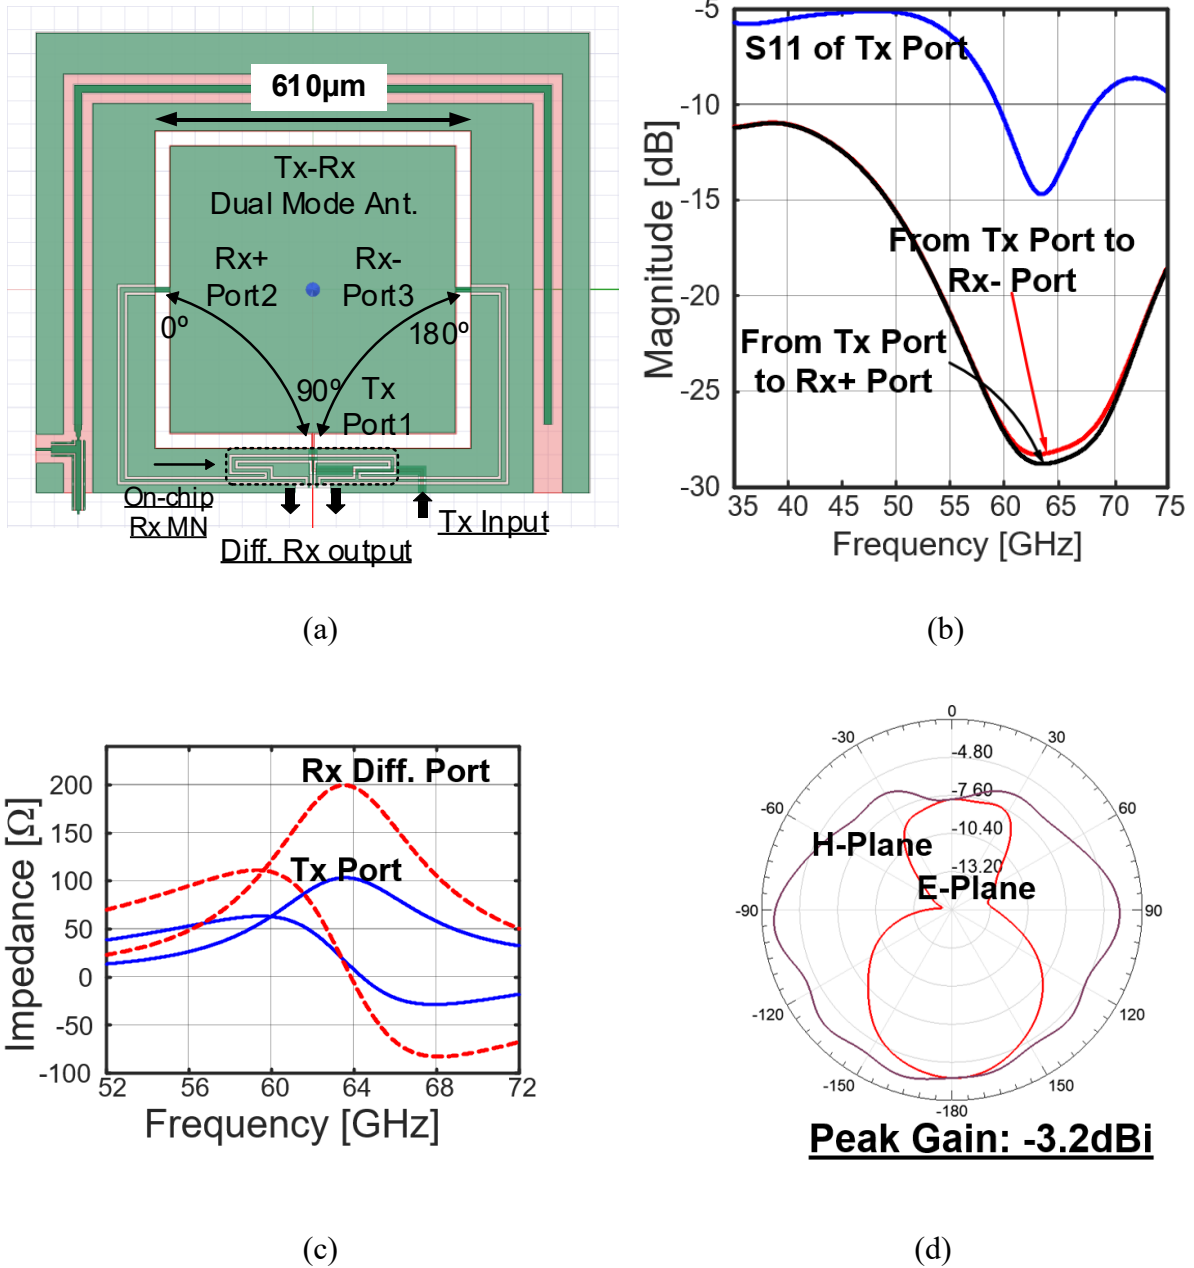 610µm
Tx-Rx
Dual Mode Ant.
Rx+
Port2
Rx-
Port3
0º
180º
90º
Tx
Port1
On-chip
Rx MN
Tx Input
Diff. Rx output
(a)
-5
-10
-15
-20
-25
-30
Magnitude [dB]
S11 of Tx Port
From Tx Port to
Rx- Port
From Tx Port
to Rx+ Port
35 40 45 50 55 60 65 70 75
Frequency [GHz]
(b)
200
150
100
50
0
-50
-100
Impedance [Ω]
Rx Diff. Port
Tx Port
52 56 60 64 68 72
Frequency [GHz]
(c)
0
-30
30
-4.80
-7.60
-60
60
-10.40
H-Plane
-13.20
E-Plane
-90
90
-120
120
-150
150
-180
Peak Gain: -3.2dBi
(d)